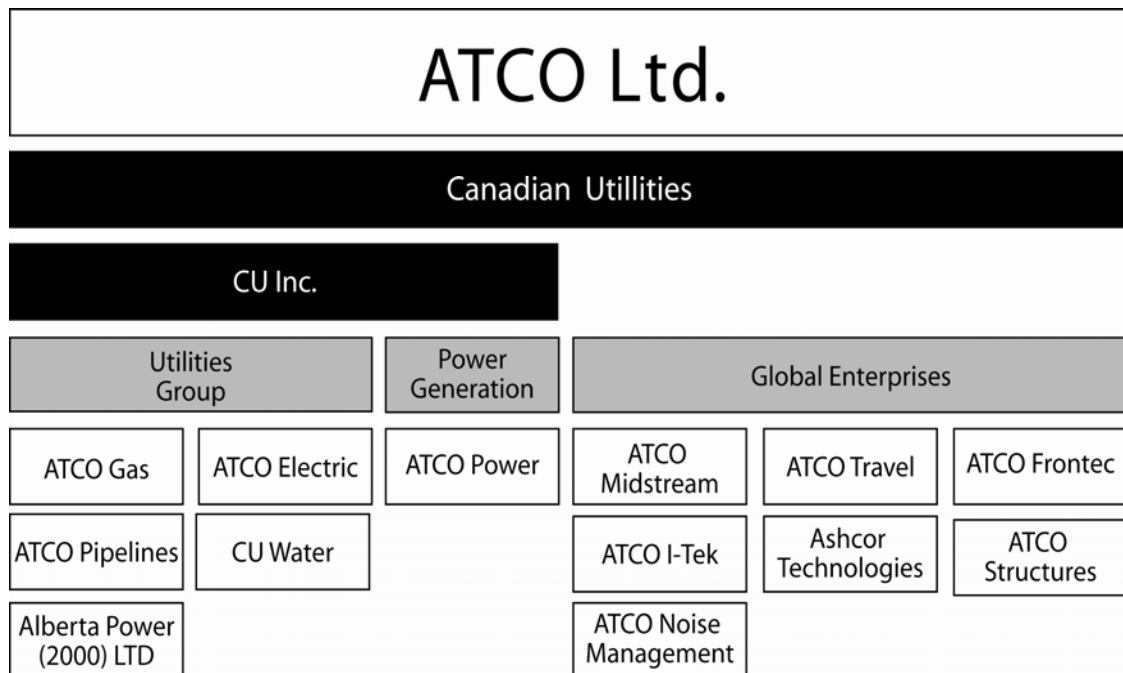 ATCO Ltd.
Canadian Utillities
CU Inc.
Utilities
Group
Power
Generation
Global Enterprises
ATCO Gas
ATCO Electric
ATCO Power
ATCO
Midstream
ATCO Travel
ATCO Frontec
ATCO Pipelines
CU Water
ATCO I-Tek
Ashcor
Technologies
ATCO
Structures
Alberta Power
(2000) LTD
ATCO Noise
Management